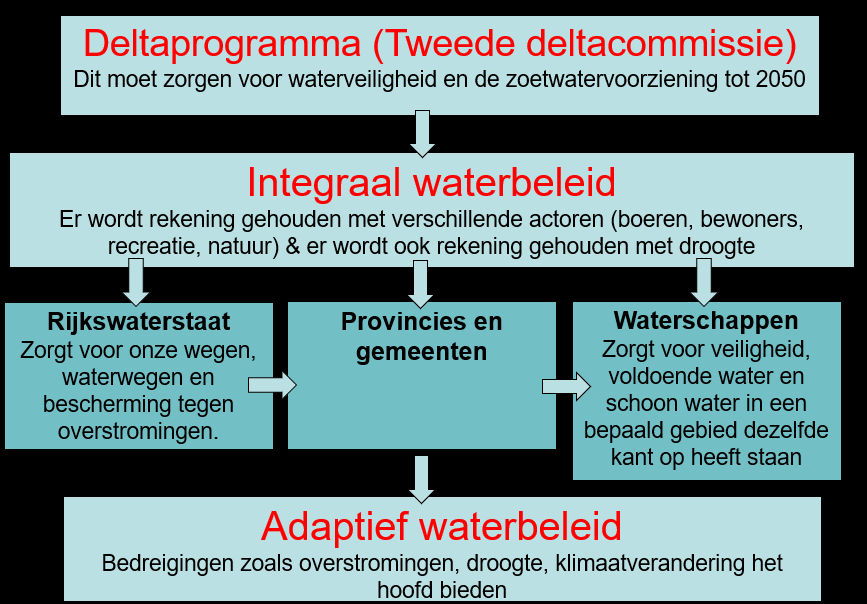 Deltaprogramma (Tweede deltacommissie)
Dit moet zorgen voor waterveiligheid en de zoetwatervoorziening tot 2050
Integraal waterbeleid
Er wordt rekening gehouden met verschillende actoren (boeren, bewoners,
recreatie, natuur) & er wordt ook rekening gehouden met droogte
Rijkswaterstaat
Zorgt voor onze wegen,
waterwegen en
bescherming tegen
overstromingen.
Provincies en
gemeenten
Waterschappen
Zorgt voor veiligheid,
voldoende water en
schoon water in een
bepaald gebied dezelfde
kant op heeft staan
Adaptief waterbeleid
Bedreigingen zoals overstromingen, droogte, klimaatverandering het
hoofd bieden